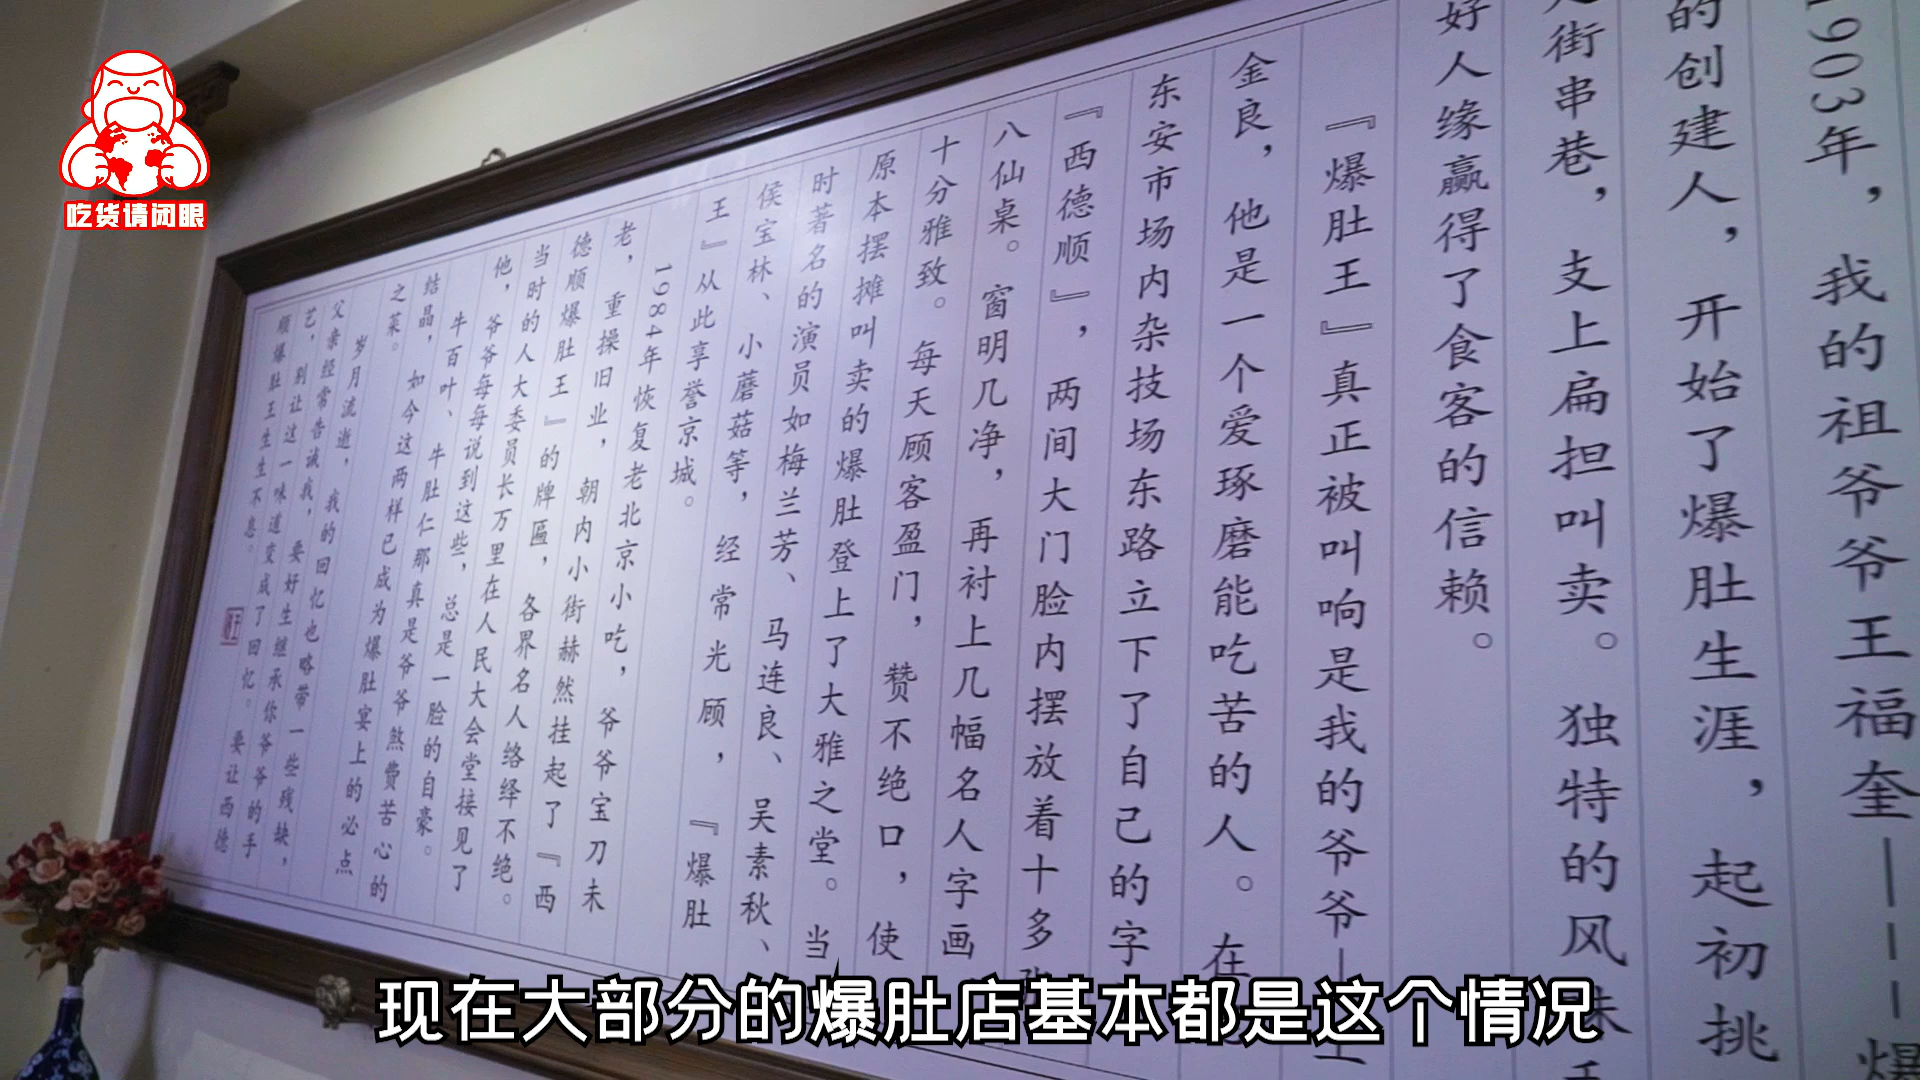 吃货请闭眼
1903年，我的祖爷爷王福奎———爆
的创建人，开始了爆肚生涯，起初挑
街串巷，支上扁担叫卖。独特的风味
好人缘赢得了食客的信赖。
『爆肚王』真正被叫响是我的爷爷—王
金良，他是一个爱琢磨能吃苦的人。在
东安市场内杂技场东路立下了自己的字
『西德顺』，两间大门脸内摆放着十多张
八仙桌。窗明几净，再衬上几幅名人字画
十分雅致。每天顾客盈门，赞不绝口，使
原本摆摊叫卖的爆肚登上了大雅之堂。当
时著名的演员如梅兰芳、马连良、吴素秋、
侯宝林、小蘑菇等，经常光顾，『爆肚
王』从此享誉京城。
1984年恢复老北京小吃，爷爷宝刀未
老，重操旧业，朝内小街赫然挂起了『西
德顺爆肚王』的牌匾，各界名人络绎不绝。
当时的人大委员长万里在人民大会堂接见了
他，爷爷每每说到这些，总是一脸的自豪。
牛百叶、牛肚仁那真是爷爷煞费苦心的
结晶，如今这两样已成为爆肚宴上的必点
之菜。
岁月流逝，我的回忆也略带一些残缺，
父亲经常告诫我，要好生继承你爷爷的手
艺，别让这一味道变成了回忆。要让西德
顺爆肚王生生不息。
现在大部分的爆肚店基本都是这个情况